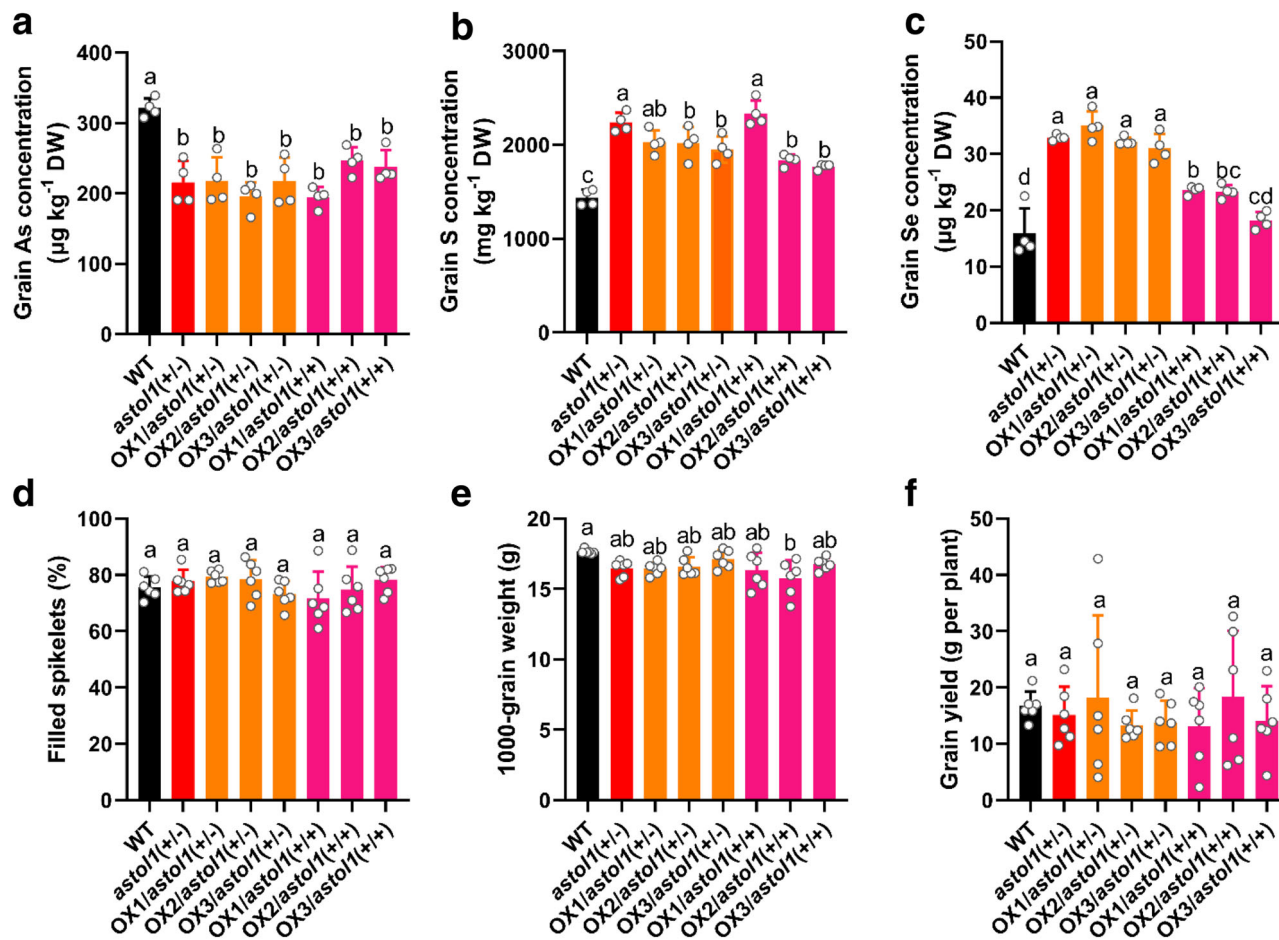 a
Grain As concentration
(µg kg-1 DW)
400
300
200
100
0
a
b
b
b
b
b
b
b
WT
astol1(+/-)
OX1/astol1(+/-)
OX2/astol1(+/-)
OX3/astol1(+/-)
OX1/astol1(+/+)
OX2/astol1(+/+)
OX3/astol1(+/+)
b
Grain S concentration
(mg kg-1 DW)
3000
2000
1000
0
c
a
ab
b
b
a
b
b
WT
astol1(+/-)
OX1/astol1(+/-)
OX2/astol1(+/-)
OX3/astol1(+/-)
OX1/astol1(+/+)
OX2/astol1(+/+)
OX3/astol1(+/+)
c
Grain Se concentration
(µg kg-1 DW)
50
40
30
20
10
0
d
a
a
a
a
b
bc
cd
WT
astol1(+/-)
OX1/astol1(+/-)
OX2/astol1(+/-)
OX3/astol1(+/-)
OX1/astol1(+/+)
OX2/astol1(+/+)
OX3/astol1(+/+)
d
Filled spikelets (%)
100
80
60
40
20
0
a
a
a
a
a
a
a
a
WT
astol1(+/-)
OX1/astol1(+/-)
OX2/astol1(+/-)
OX3/astol1(+/-)
OX1/astol1(+/+)
OX2/astol1(+/+)
OX3/astol1(+/+)
e
1000-grain weight (g)
20
15
10
5
0
a
ab
ab
ab
ab
ab
b
ab
WT
astol1(+/-)
OX1/astol1(+/-)
OX2/astol1(+/-)
OX3/astol1(+/-)
OX1/astol1(+/+)
OX2/astol1(+/+)
OX3/astol1(+/+)
f
Grain yield (g per plant)
50
40
30
20
10
0
a
a
a
a
a
a
a
a
WT
astol1(+/-)
OX1/astol1(+/-)
OX2/astol1(+/-)
OX3/astol1(+/-)
OX1/astol1(+/+)
OX2/astol1(+/+)
OX3/astol1(+/+)